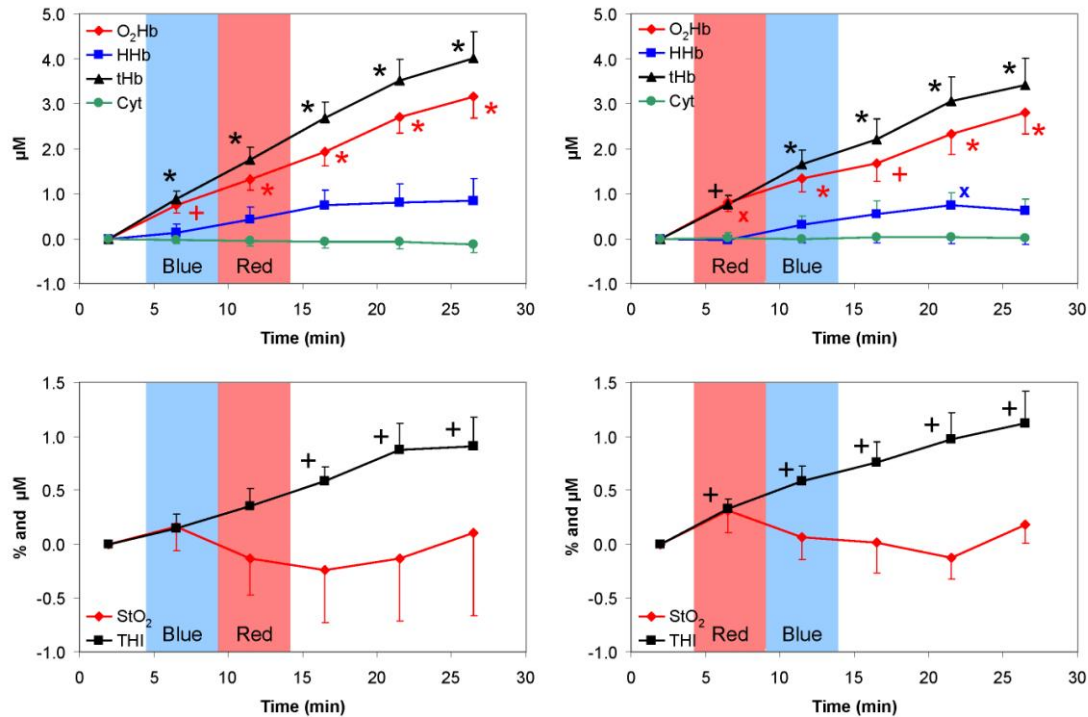 5.0
4.0
3.0
2.0
1.0
0.0
-1.0
µM
O₂Hb
HHb
tHb
Cyt
* * * * * *
+ * * * *
Blue Red
0 5 10 15 20 25 30
Time (min)
5.0
4.0
3.0
2.0
1.0
0.0
-1.0
µM
O₂Hb
HHb
tHb
Cyt
+ * * * *
x * + * *
x
Red Blue
0 5 10 15 20 25 30
Time (min)
1.5
1.0
0.5
0.0
-0.5
-1.0
% and µM
+ + +
StO₂
THI
Blue Red
0 5 10 15 20 25 30
Time (min)
1.5
1.0
0.5
0.0
-0.5
-1.0
% and µM
+ + + + +
StO₂
THI
Red Blue
0 5 10 15 20 25 30
Time (min)